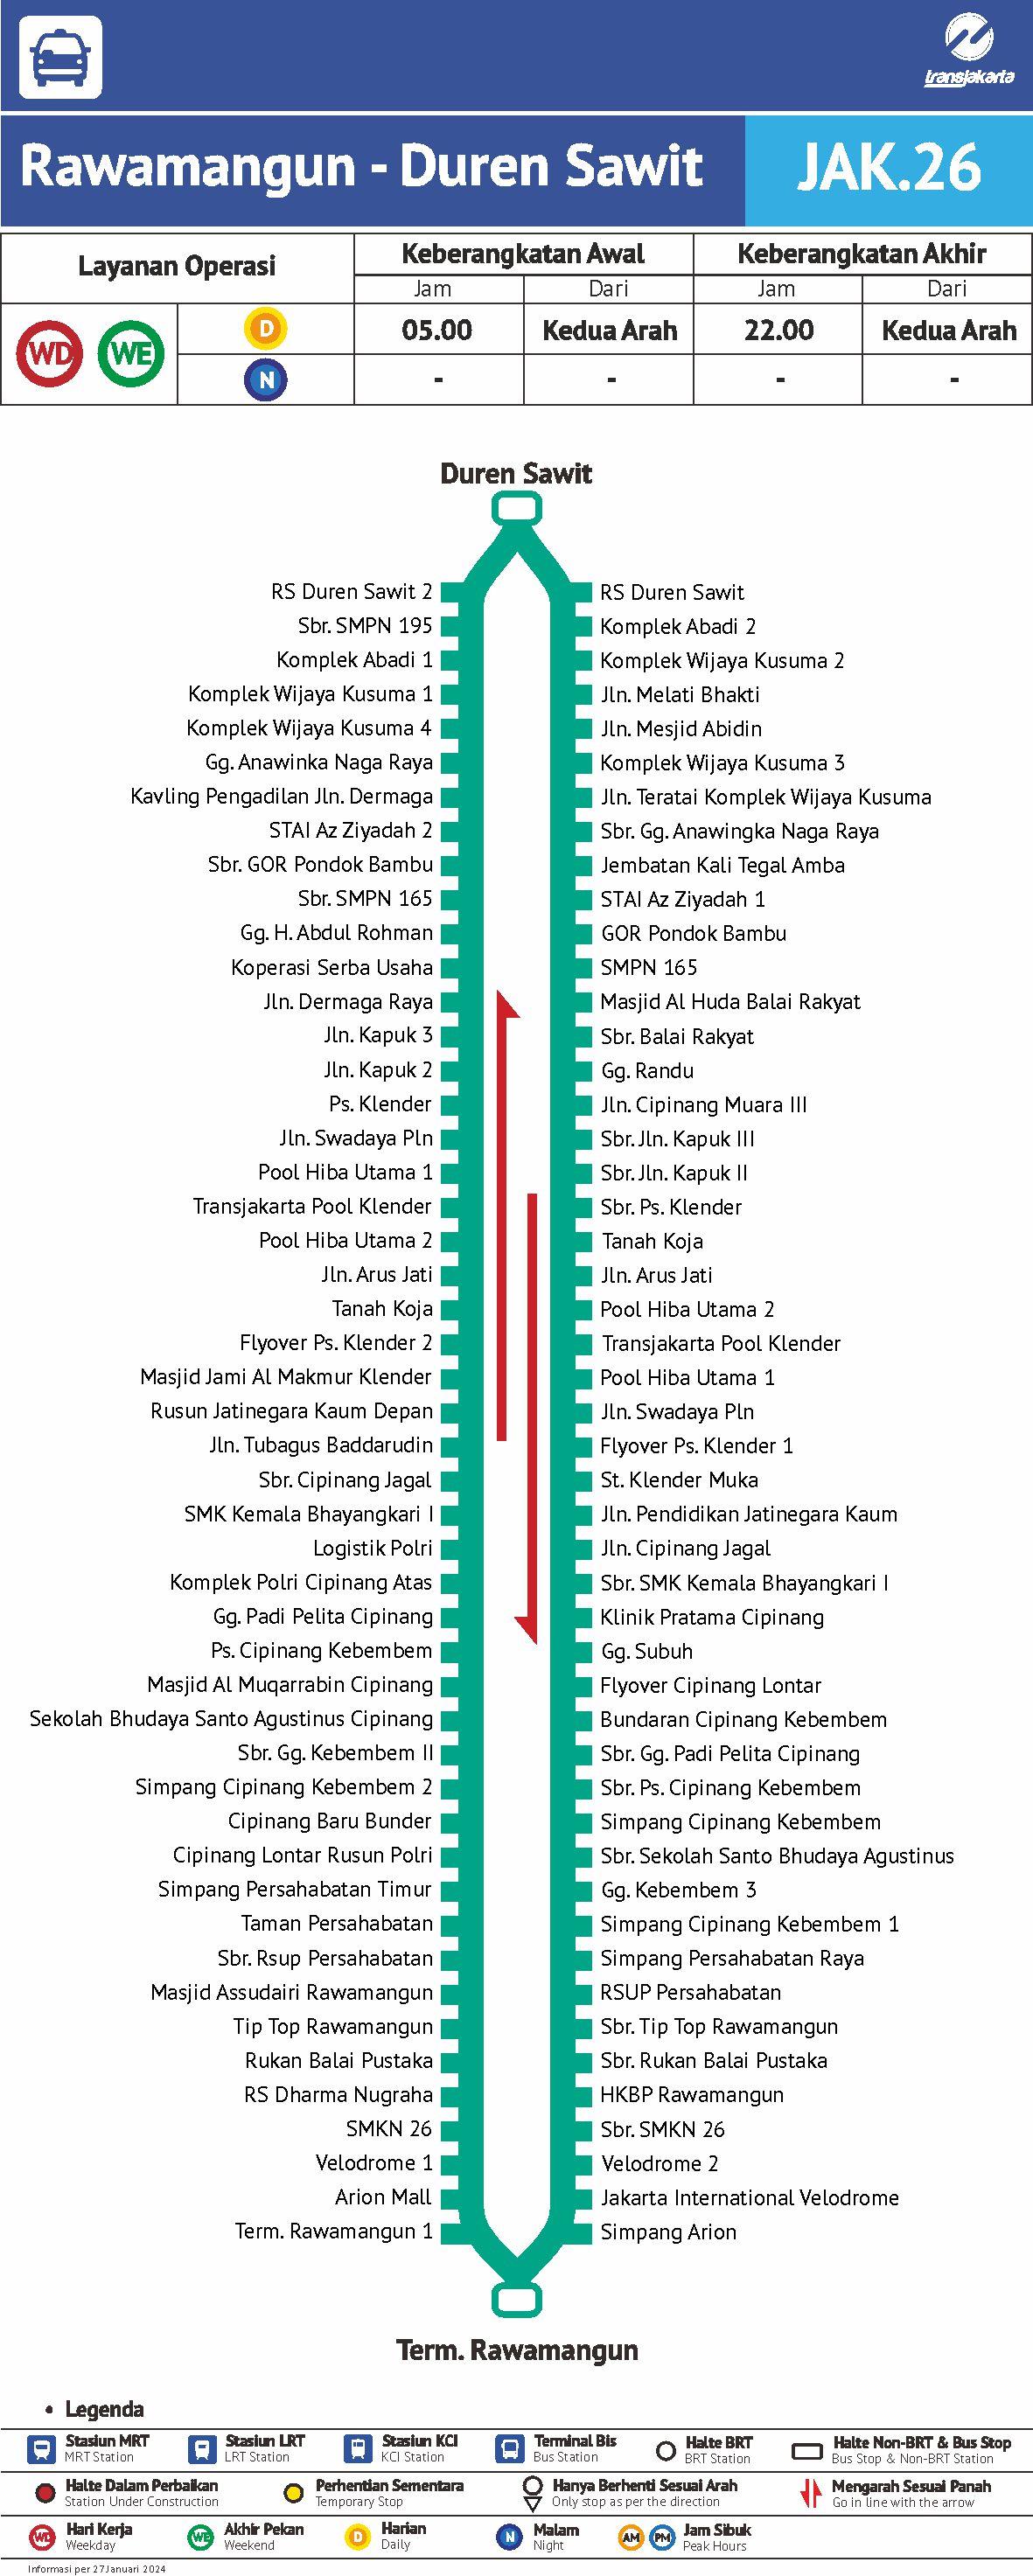 transjakarta
Rawamangun - Duren Sawit
JAK.26
Layanan Operasi
Keberangkatan Awal
Keberangkatan Akhir
Jam
Dari
Jam
Dari
WD
WE
D
05.00
Kedua Arah
22.00
Kedua Arah
N
-
-
-
-
Duren Sawit
RS Duren Sawit 2
Sbr. SMPN 195
Komplek Abadi 1
Komplek Wijaya Kusuma 1
Komplek Wijaya Kusuma 4
Gg. Anawinka Naga Raya
Kavling Pengadilan Jln. Dermaga
STAI Az Ziyadah 2
Sbr. GOR Pondok Bambu
Sbr. SMPN 165
Gg. H. Abdul Rohman
Koperasi Serba Usaha
Jln. Dermaga Raya
Jln. Kapuk 3
Jln. Kapuk 2
Ps. Klender
Jln. Swadaya Pln
Pool Hiba Utama 1
Transjakarta Pool Klender
Pool Hiba Utama 2
Jln. Arus Jati
Tanah Koja
Flyover Ps. Klender 2
Masjid Jami Al Makmur Klender
Rusun Jatinegara Kaum Depan
Jln. Tubagus Baddarudin
Sbr. Cipinang Jagal
SMK Kemala Bhayangkari I
Logistik Polri
Komplek Polri Cipinang Atas
Gg. Padi Pelita Cipinang
Ps. Cipinang Kebembem
Masjid Al Muqarrabin Cipinang
Sekolah Bhudaya Santo Agustinus Cipinang
Sbr. Gg. Kebembem II
Simpang Cipinang Kebembem 2
Cipinang Baru Bunder
Cipinang Lontar Rusun Polri
Simpang Persahabatan Timur
Taman Persahabatan
Sbr. Rsup Persahabatan
Masjid Assudairi Rawamangun
Tip Top Rawamangun
Rukan Balai Pustaka
RS Dharma Nugraha
SMKN 26
Velodrome 1
Arion Mall
Term. Rawamangun 1
RS Duren Sawit
Komplek Abadi 2
Komplek Wijaya Kusuma 2
Jln. Melati Bhakti
Jln. Mesjid Abidin
Komplek Wijaya Kusuma 3
Jln. Teratai Komplek Wijaya Kusuma
Sbr. Gg. Anawingka Naga Raya
Jembatan Kali Tegal Amba
STAI Az Ziyadah 1
GOR Pondok Bambu
SMPN 165
Masjid Al Huda Balai Rakyat
Sbr. Balai Rakyat
Gg. Randu
Jln. Cipinang Muara III
Sbr. Jln. Kapuk III
Sbr. Jln. Kapuk II
Sbr. Ps. Klender
Tanah Koja
Jln. Arus Jati
Pool Hiba Utama 2
Transjakarta Pool Klender
Pool Hiba Utama 1
Jln. Swadaya Pln
Flyover Ps. Klender 1
St. Klender Muka
Jln. Pendidikan Jatinegara Kaum
Jln. Cipinang Jagal
Sbr. SMK Kemala Bhayangkari I
Klinik Pratama Cipinang
Gg. Subuh
Flyover Cipinang Lontar
Bundaran Cipinang Kebembem
Sbr. Gg. Padi Pelita Cipinang
Sbr. Ps. Cipinang Kebembem
Simpang Cipinang Kebembem
Sbr. Sekolah Santo Bhudaya Agustinus
Gg. Kebembem 3
Simpang Cipinang Kebembem 1
Simpang Persahabatan Raya
RSUP Persahabatan
Sbr. Tip Top Rawamangun
Sbr. Rukan Balai Pustaka
HKBP Rawamangun
Sbr. SMKN 26
Velodrome 2
Jakarta International Velodrome
Simpang Arion
Term. Rawamangun
• Legenda
Stasiun MRT
MRT Station
Stasiun LRT
LRT Station
Stasiun KCI
KCI Station
Terminal Bis
Bus Station
Halte BRT
BRT Station
Halte Non-BRT & Bus Stop
Bus Stop & Non-BRT Station
Halte Dalam Perbaikan
Station Under Construction
Perhentian Sementara
Temporary Stop
Hanya Berhenti Sesuai Arah
Only stop as per the direction
Mengarah Sesuai Panah
Go in line with the arrow
WD
Hari Kerja
Weekday
WE
Akhir Pekan
Weekend
D
Harian
Daily
N
Malam
Night
AM
PM
Jam Sibuk
Peak Hours
Informasi per 27 Januari 2024